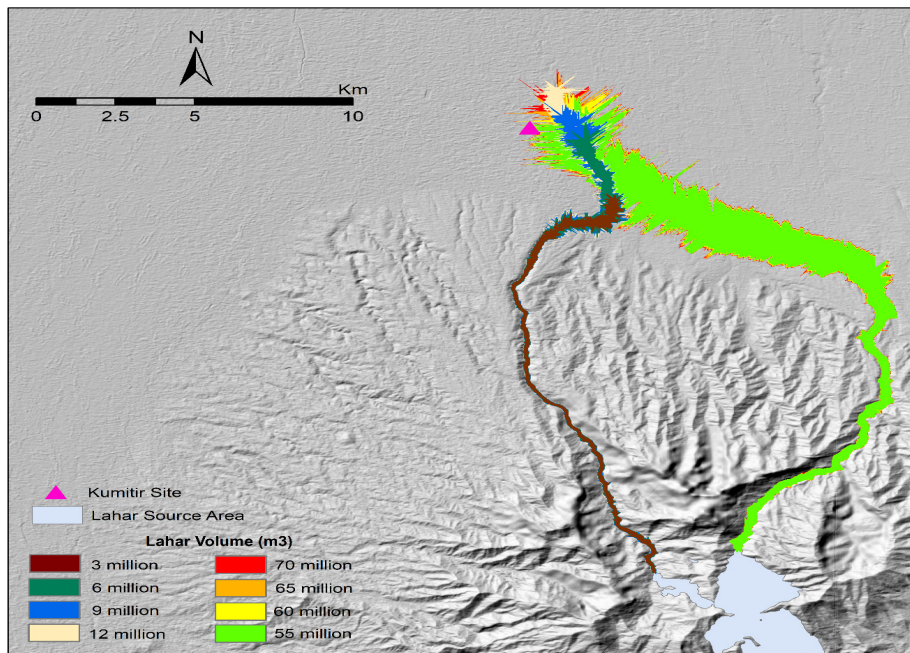 N
Km
0 2.5 5 10
Kumitir Site
Lahar Source Area
Lahar Volume (m3)
3 million 70 million
6 million 65 million
9 million 60 million
12 million 55 million